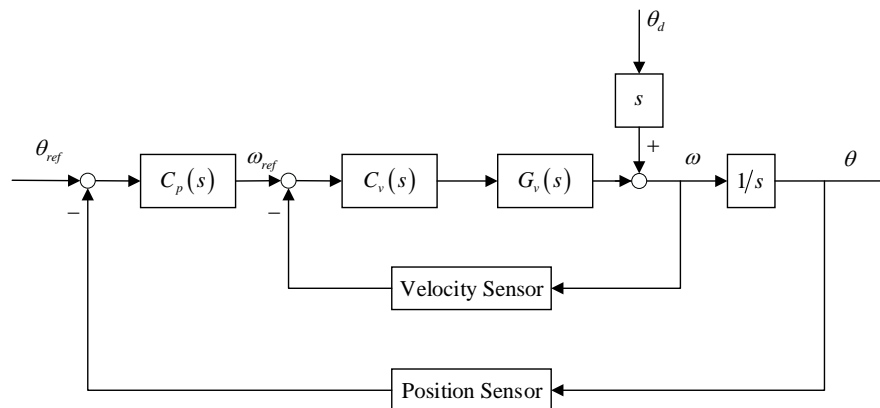 θ_d
s
+
θ_ref
C_p(s)
ω_ref
C_v(s)
G_v(s)
ω
1/s
θ
−
−
Velocity Sensor
Position Sensor